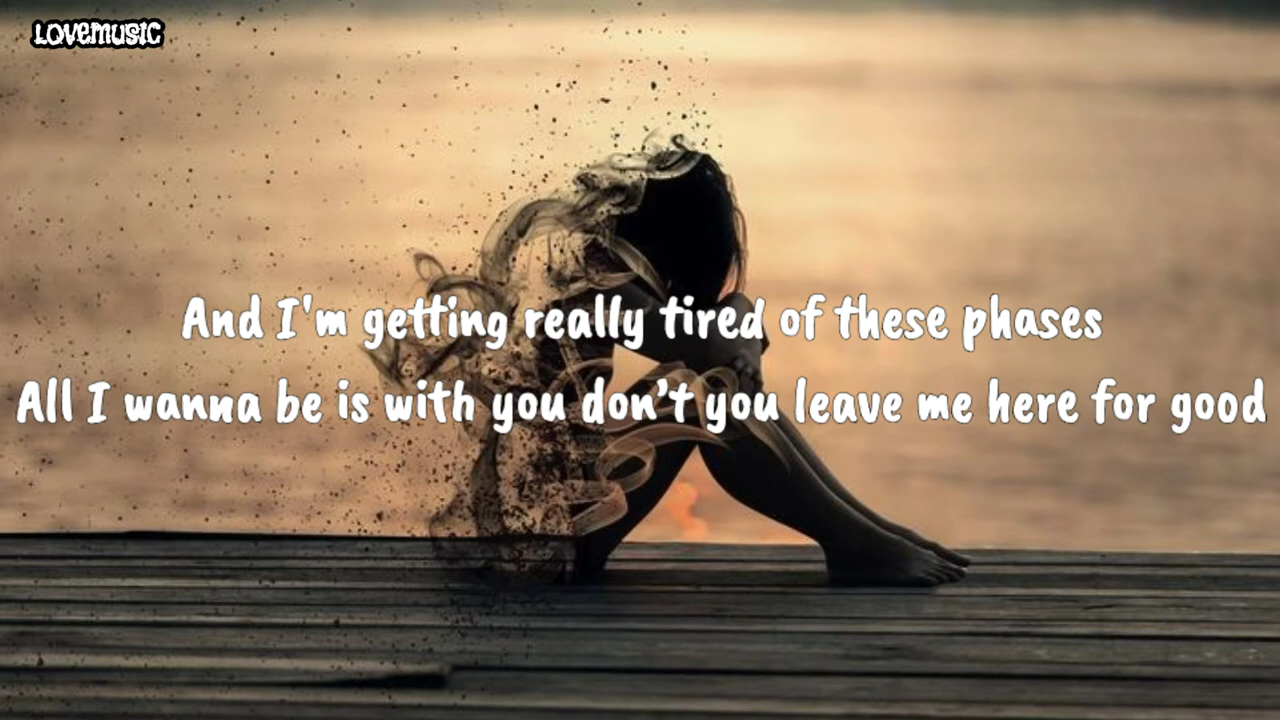 LOVEMUSIC
And I'm getting really tired of these phases
All I wanna be is with you don’t you leave me here for good